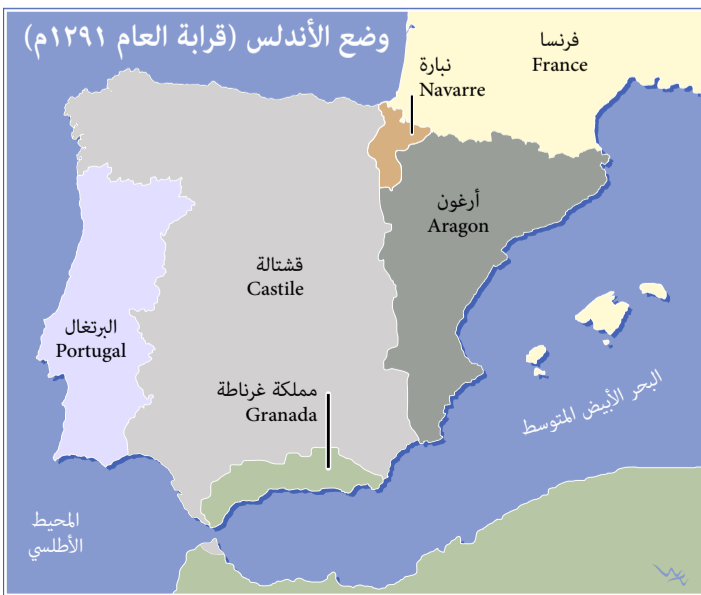 وضع الأندلس (قرابة العام ١٢٩١م)
فرنسا
France
نبارة
Navarre
أرغون
Aragon
قشتالة
Castile
البرتغال
Portugal
مملكة غرناطة
Granada
البحر الأبيض المتوسط
المحيط
الأطلسي